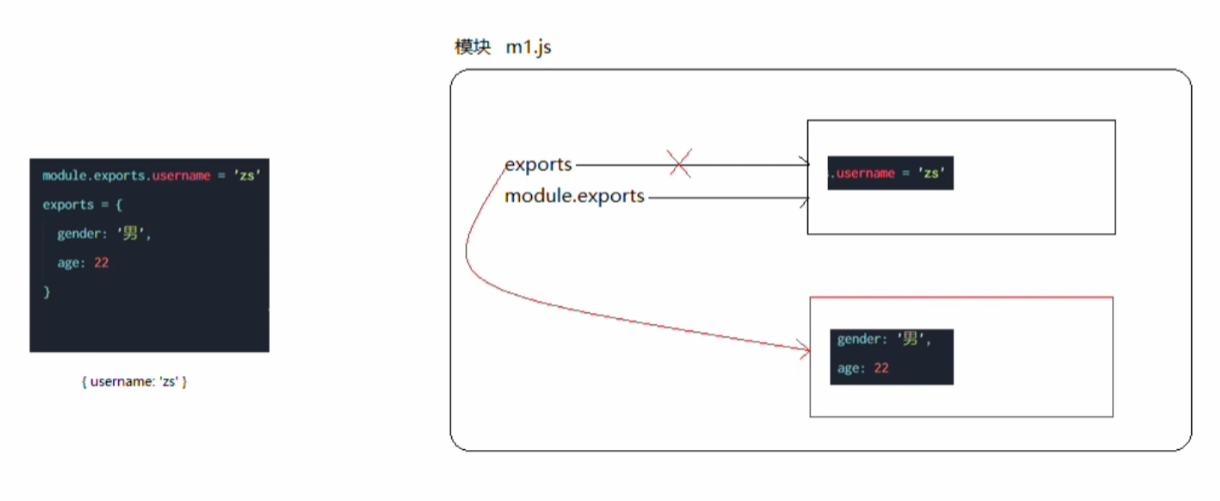 模块 m1.js
module.exports.username = 'zs'
exports = {
gender: '男',
age: 22
}
{ username: 'zs' }
exports
module.exports
.username = 'zs'
gender: '男',
age: 22